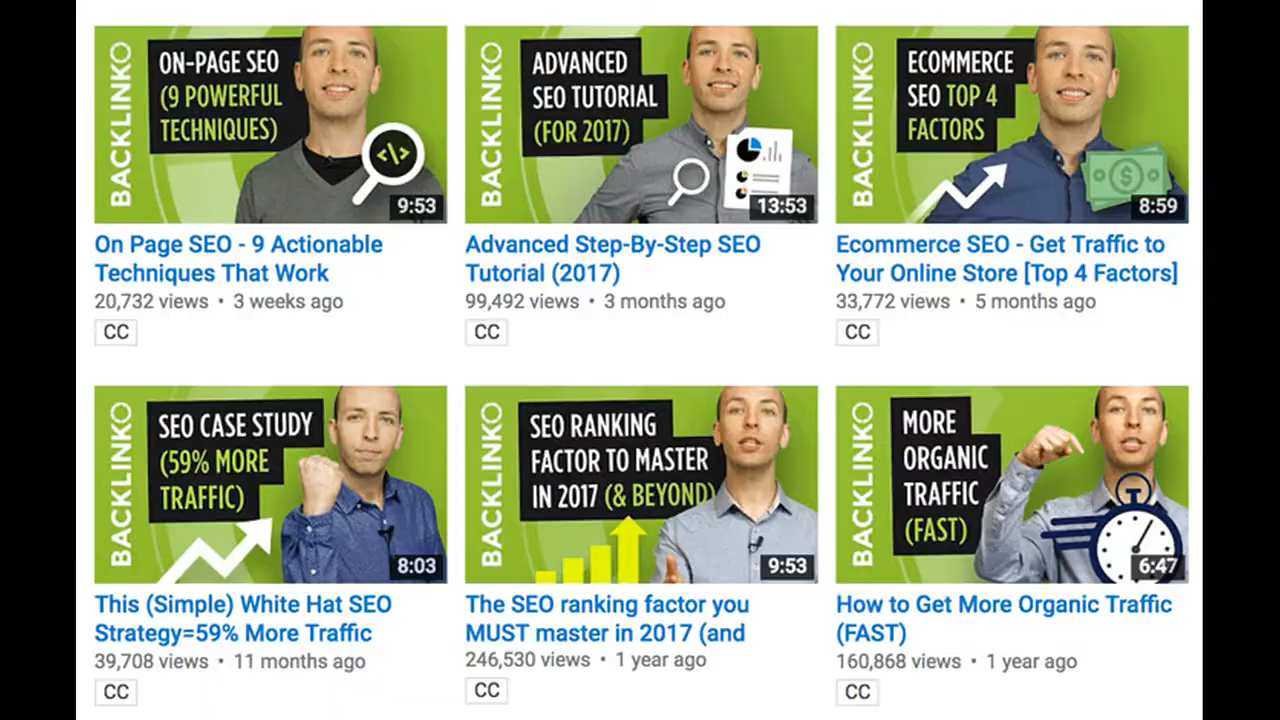 BACKLINKO
ON-PAGE SEO
(9 POWERFUL
TECHNIQUES)
9:53
BACKLINKO
ADVANCED
SEO TUTORIAL
(FOR 2017)
13:53
BACKLINKO
ECOMMERCE
SEO TOP 4
FACTORS
8:59
On Page SEO - 9 Actionable
Techniques That Work
20,732 views • 3 weeks ago
CC
Advanced Step-By-Step SEO
Tutorial (2017)
99,492 views • 3 months ago
CC
Ecommerce SEO - Get Traffic to
Your Online Store [Top 4 Factors]
33,772 views • 5 months ago
CC
BACKLINKO
SEO CASE STUDY
(59% MORE
TRAFFIC)
8:03
BACKLINKO
SEO RANKING
FACTOR TO MASTER
IN 2017 (& BEYOND)
9:53
BACKLINKO
MORE
ORGANIC
TRAFFIC
(FAST)
6:47
This (Simple) White Hat SEO
Strategy=59% More Traffic
39,708 views • 11 months ago
CC
The SEO ranking factor you
MUST master in 2017 (and
246,530 views • 1 year ago
CC
How to Get More Organic Traffic
(FAST)
160,868 views • 1 year ago
CC